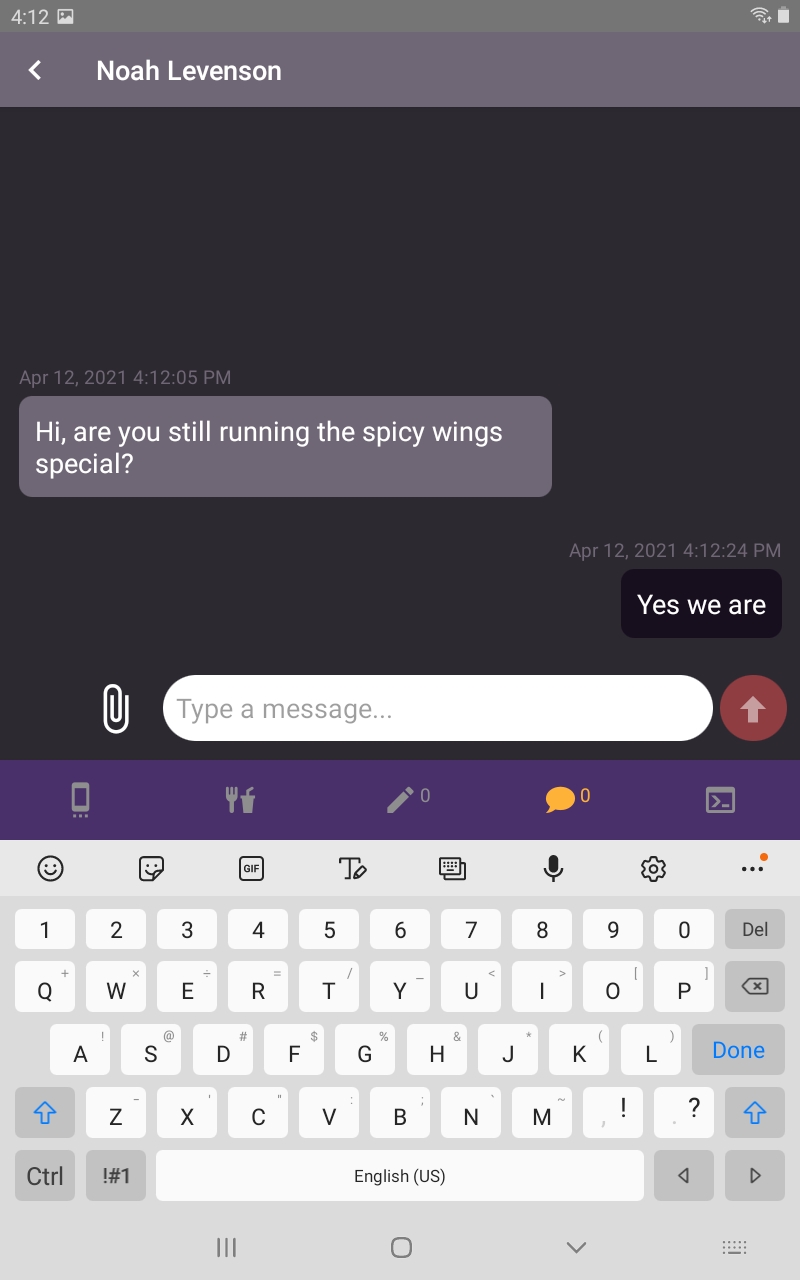 4:12
Noah Levenson
Apr 12, 2021 4:12:05 PM
Hi, are you still running the spicy wings
special?
Apr 12, 2021 4:12:24 PM
Yes we are
Type a message...
0 0
GIF
1 2 3 4 5 6 7 8 9 0 Del
+ × ÷ = / _ < > [ ]
Q W E R T Y U I O P
! @ # $ % & * ( )
A S D F G H J K L Done
- ' " : ; ` ~ ! ?
Z X C V B N M , .
Ctrl !#1 English (US)